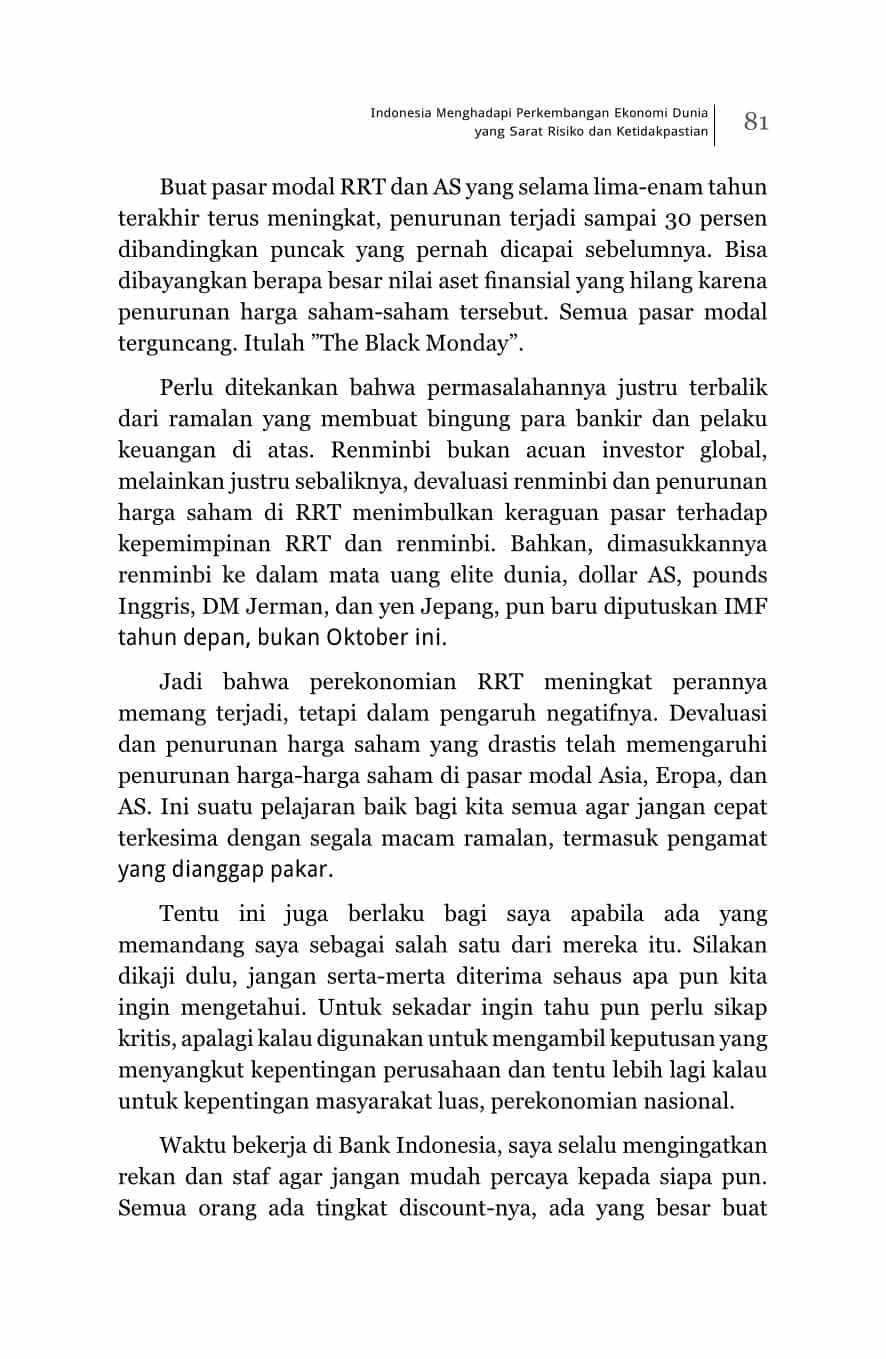 Indonesia Menghadapi Perkembangan Ekonomi Dunia
yang Sarat Risiko dan Ketidakpastian
81
Buat pasar modal RRT dan AS yang selama lima-enam tahun
terakhir terus meningkat, penurunan terjadi sampai 30 persen
dibandingkan puncak yang pernah dicapai sebelumnya. Bisa
dibayangkan berapa besar nilai aset finansial yang hilang karena
penurunan harga saham-saham tersebut. Semua pasar modal
terguncang. Itulah ”The Black Monday”.
Perlu ditekankan bahwa permasalahannya justru terbalik
dari ramalan yang membuat bingung para bankir dan pelaku
keuangan di atas. Renminbi bukan acuan investor global,
melainkan justru sebaliknya, devaluasi renminbi dan penurunan
harga saham di RRT menimbulkan keraguan pasar terhadap
kepemimpinan RRT dan renminbi. Bahkan, dimasukkannya
renminbi ke dalam mata uang elite dunia, dollar AS, pounds
Inggris, DM Jerman, dan yen Jepang, pun baru diputuskan IMF
tahun depan, bukan Oktober ini.
Jadi bahwa perekonomian RRT meningkat perannya
memang terjadi, tetapi dalam pengaruh negatifnya. Devaluasi
dan penurunan harga saham yang drastis telah memengaruhi
penurunan harga-harga saham di pasar modal Asia, Eropa, dan
AS. Ini suatu pelajaran baik bagi kita semua agar jangan cepat
terkesima dengan segala macam ramalan, termasuk pengamat
yang dianggap pakar.
Tentu ini juga berlaku bagi saya apabila ada yang
memandang saya sebagai salah satu dari mereka itu. Silakan
dikaji dulu, jangan serta-merta diterima sehaus apa pun kita
ingin mengetahui. Untuk sekadar ingin tahu pun perlu sikap
kritis, apalagi kalau digunakan untuk mengambil keputusan yang
menyangkut kepentingan perusahaan dan tentu lebih lagi kalau
untuk kepentingan masyarakat luas, perekonomian nasional.
Waktu bekerja di Bank Indonesia, saya selalu mengingatkan
rekan dan staf agar jangan mudah percaya kepada siapa pun.
Semua orang ada tingkat discount-nya, ada yang besar buat